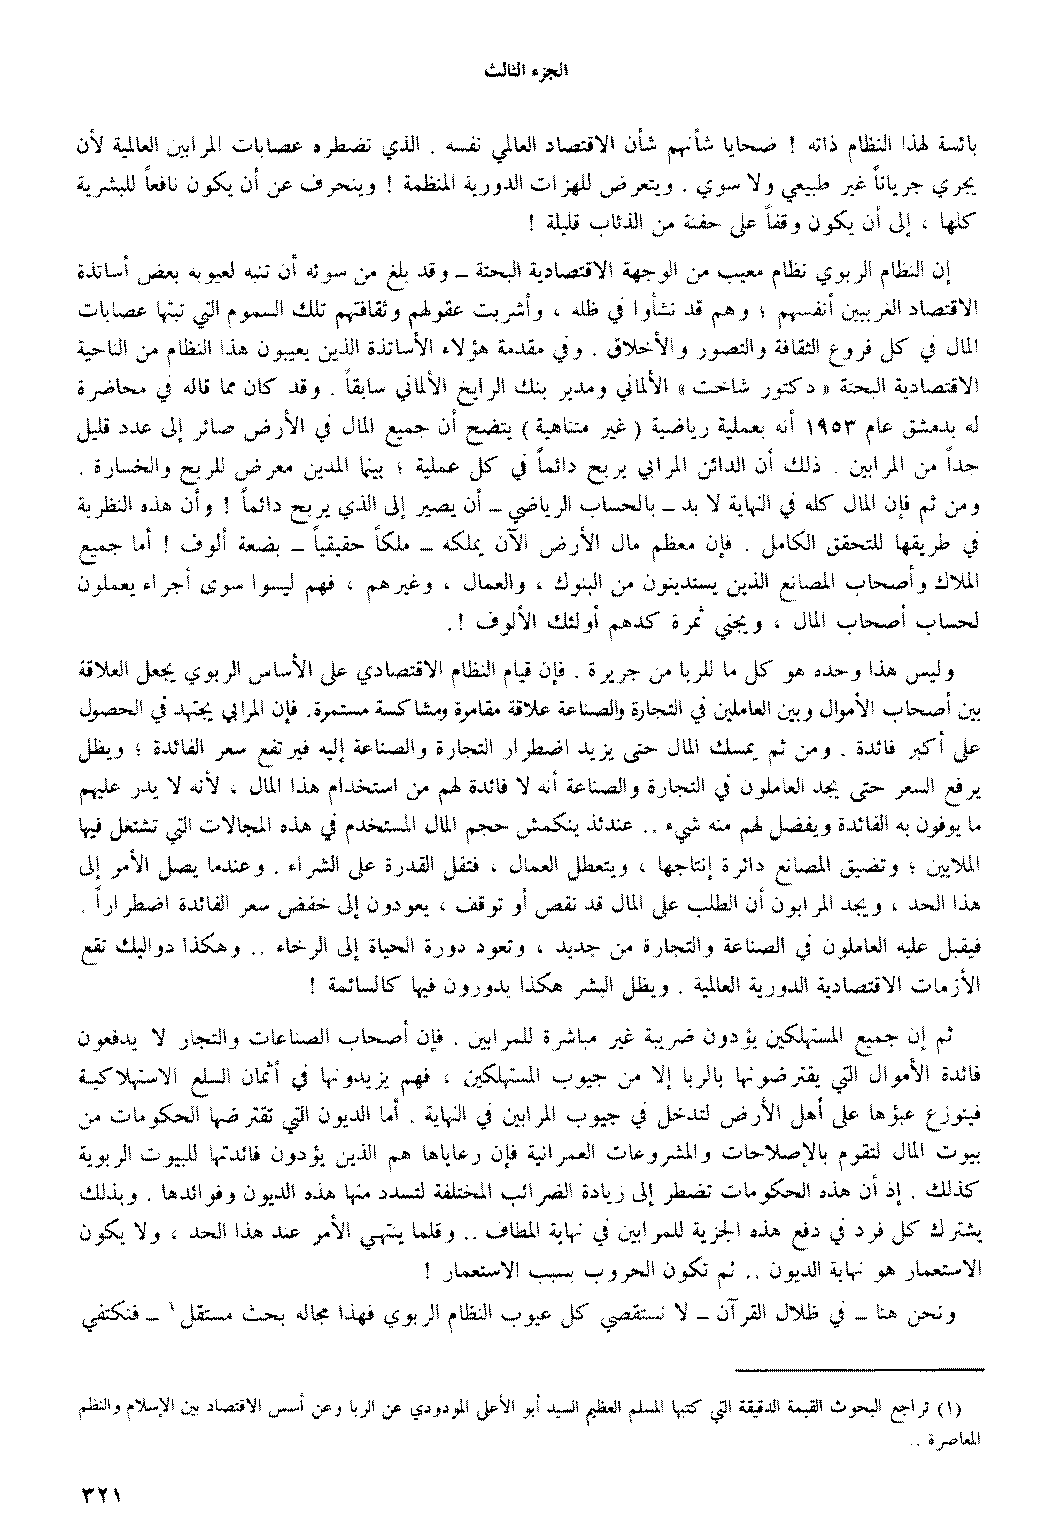 الجزء الثالث
بائسة لهذا النظام ذاته ! ضحايا شأنهم شأن الاقتصاد العالمي نفسه . الذي تضطره عصابات المرابين العالمية لأن
يجري جرياناً غير طبيعي ولا سوي . ويتعرض للهزات الدورية المنظمة ! وينحرف عن أن يكون نافعاً للبشرية
كلها ، إلى أن يكون وقفاً على حفنة من الذئاب قليلة !
إن النظام الربوي نظام معيب من الوجهة الاقتصادية البحتة – وقد بلغ من سوئه أن تنبه لعيوبه بعض أساتذة
الاقتصاد الغربيين أنفسهم ؛ وهم قد نشأوا في ظله ، وأشربت عقولهم وثقافتهم تلك السموم التي تبثها عصابات
المال في كل فروع الثقافة والتصور والأخلاق . وفي مقدمة هؤلاء الأساتذة الذين يعيبون هذا النظام من الناحية
الاقتصادية البحتة « دكتور شاخت » الألماني ومدير بنك الرايخ الألماني سابقاً . وقد كان مما قاله في محاضرة
له بدمشق عام ١٩٥٣ أنه بعملية رياضية ( غير متناهية ) يتضح أن جميع المال في الأرض صائر إلى عدد قليل
جداً من المرابين . ذلك أن الدائن المرابي يربح دائماً في كل عملية ؛ بينما المدين معرض للربح والخسارة .
ومن ثم فإن المال كله في النهاية لا بد – بالحساب الرياضي – أن يصير إلى الذي يربح دائماً ! وأن هذه النظرية
في طريقها للتحقق الكامل . فإن معظم مال الأرض الآن يملكه – ملكاً حقيقياً – بضعة ألوف ! أما جميع
الملاك وأصحاب المصانع الذين يستدينون من البنوك ، والعمال ، وغيرهم ، فهم ليسوا سوى أجراء يعملون
لحساب أصحاب المال ، ويجني ثمرة كدهم أولئك الألوف !.
وليس هذا وحده هو كل ما للربا من جريرة . فإن قيام النظام الاقتصادي على الأساس الربوي يجعل العلاقة
بين أصحاب الأموال وبين العاملين في التجارة والصناعة علاقة مقامرة ومشاكسة مستمرة. فإن المرابي يجتهد في الحصول
على أكبر فائدة . ومن ثم يمسك المال حتى يزيد اضطرار التجارة والصناعة إليه فيرتفع سعر الفائدة ؛ ويظل
يرفع السعر حتى يجد العاملون في التجارة والصناعة أنه لا فائدة لهم من استخدام هذا المال ، لأنه لا يدر عليهم
ما يوفون به الفائدة ويفضل لهم منه شيء .. عندئذ ينكمش حجم المال المستخدم في هذه المجالات التي تشتغل فيها
الملايين ؛ وتضيق المصانع دائرة إنتاجها ، ويتعطل العمال ، فتقل القدرة على الشراء . وعندما يصل الأمر إلى
هذا الحد ، ويجد المرابون أن الطلب على المال قد نقص أو توقف ، يعودون إلى خفض سعر الفائدة اضطراراً .
فيقبل عليه العاملون في الصناعة والتجارة من جديد ، وتعود دورة الحياة إلى الرخاء .. وهكذا دواليك تقع
الأزمات الاقتصادية الدورية العالمية . ويظل البشر هكذا يدورون فيها كالسائمة !
ثم إن جميع المستهلكين يؤدون ضريبة غير مباشرة للمرابين . فإن أصحاب الصناعات والتجار لا يدفعون
فائدة الأموال التي يقترضونها بالربا إلا من جيوب المستهلكين ، فهم يزيدونها في أثمان السلع الاستهلاكية
فيتوزع عبؤها على أهل الأرض لتدخل في جيوب المرابين في النهاية . أما الديون التي تقترضها الحكومات من
بيوت المال لتقوم بالإصلاحات والمشروعات العمرانية فإن رعاياها هم الذين يؤدون فائدتها للبيوت الربوية
كذلك . إذ أن هذه الحكومات تضطر إلى زيادة الضرائب المختلفة لتسدد منها هذه الديون وفوائدها . وبذلك
يشترك كل فرد في دفع هذه الجزية للمرابين في نهاية المطاف .. وقلما ينتهي الأمر عند هذا الحد ، ولا يكون
الاستعمار هو نهاية الديون .. ثم تكون الحروب بسبب الاستعمار !
ونحن هنا – في ظلال القرآن – لا نستقصي كل عيوب النظام الربوي فهذا مجاله بحث مستقل١ – فنكتفي
(١) تراجع البحوث القيمة الدقيقة التي كتبها المسلم العظيم السيد أبو الأعلى المودودي عن الربا وعن أسس الاقتصاد بين الإسلام والنظم
المعاصرة ..
٣٢١